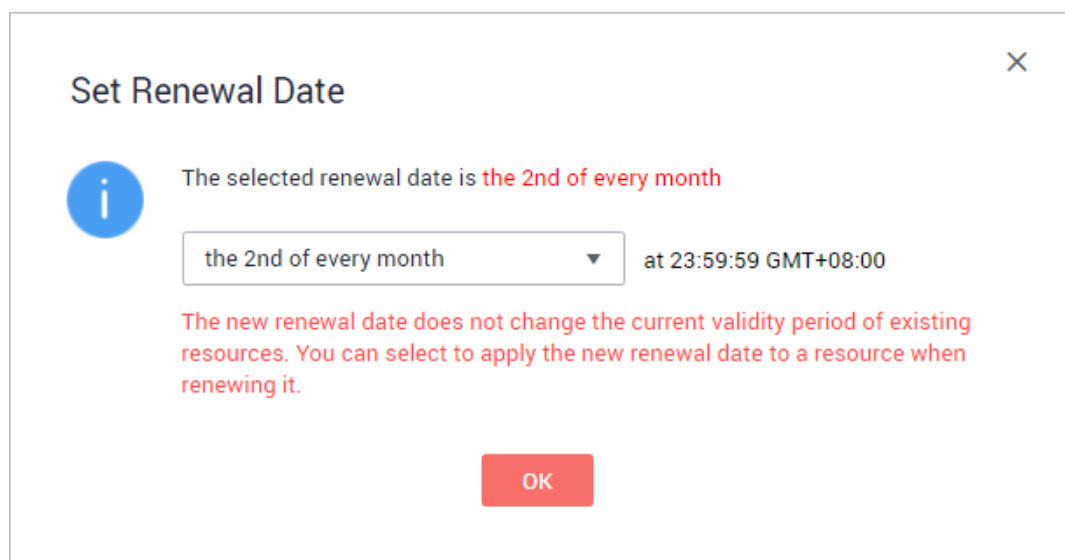 Set Renewal Date
The selected renewal date is the 2nd of every month
the 2nd of every month at 23:59:59 GMT+08:00
The new renewal date does not change the current validity period of existing
resources. You can select to apply the new renewal date to a resource when
renewing it.
OK